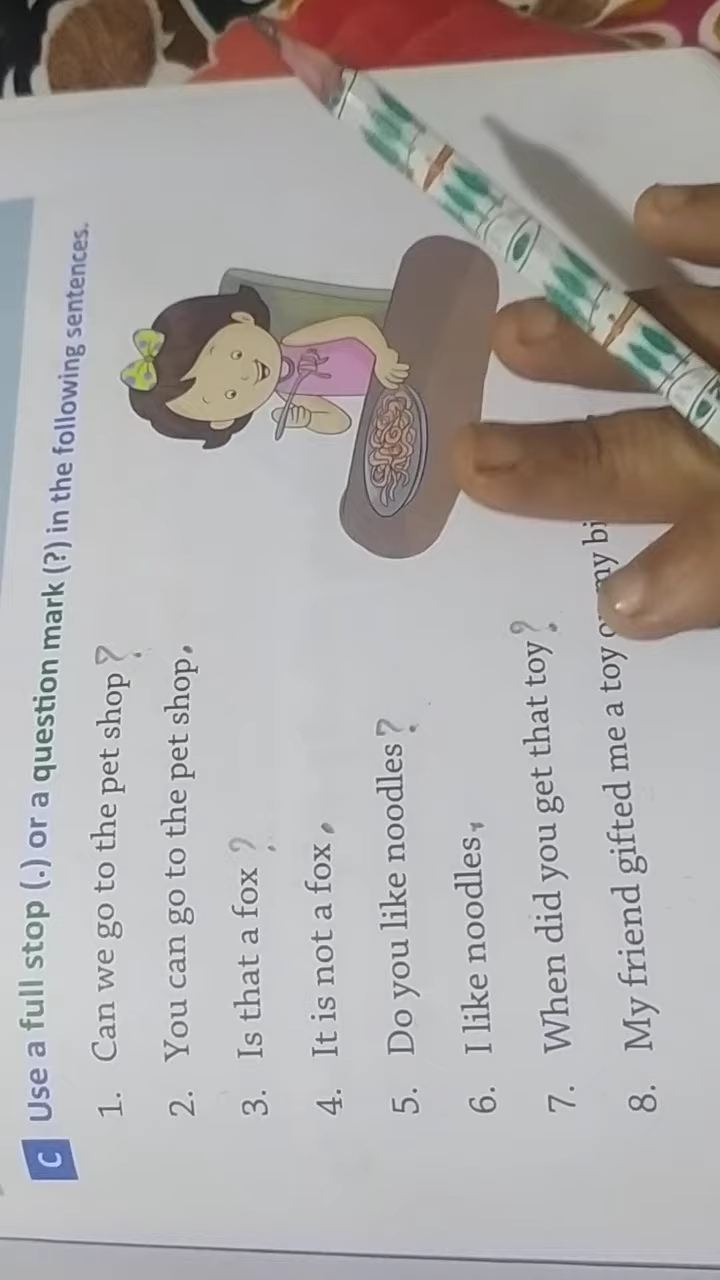 C Use a full stop (.) or a question mark (?) in the following sentences.
1. Can we go to the pet shop?
2. You can go to the pet shop.
3. Is that a fox?
4. It is not a fox.
5. Do you like noodles?
6. I like noodles.
7. When did you get that toy?
8. My friend gifted me a toy my